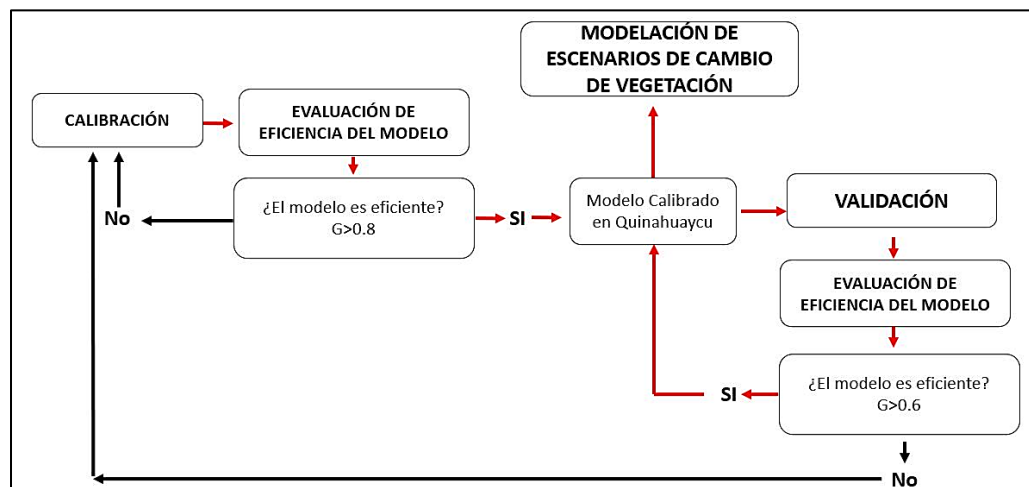 MODELACIÓN DE
ESCENARIOS DE CAMBIO
DE VEGETACIÓN
CALIBRACIÓN
EVALUACIÓN DE
EFICIENCIA DEL MODELO
No
¿El modelo es eficiente?
G>0.8
SI
Modelo Calibrado
en Quinahuaycu
VALIDACIÓN
EVALUACIÓN DE
EFICIENCIA DEL MODELO
¿El modelo es eficiente?
G>0.6
SI
No